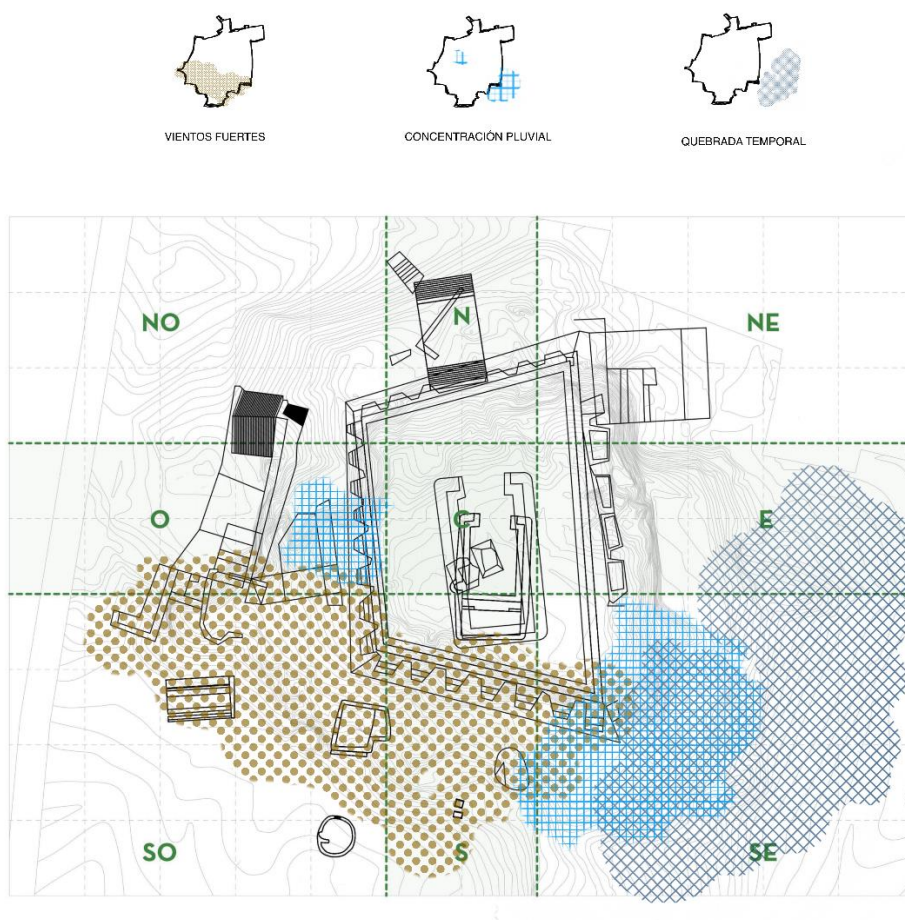 VIENTOS FUERTES
CONCENTRACIÓN PLUVIAL
QUEBRADA TEMPORAL
NO
N
NE
O
C
E
SO
S
SE